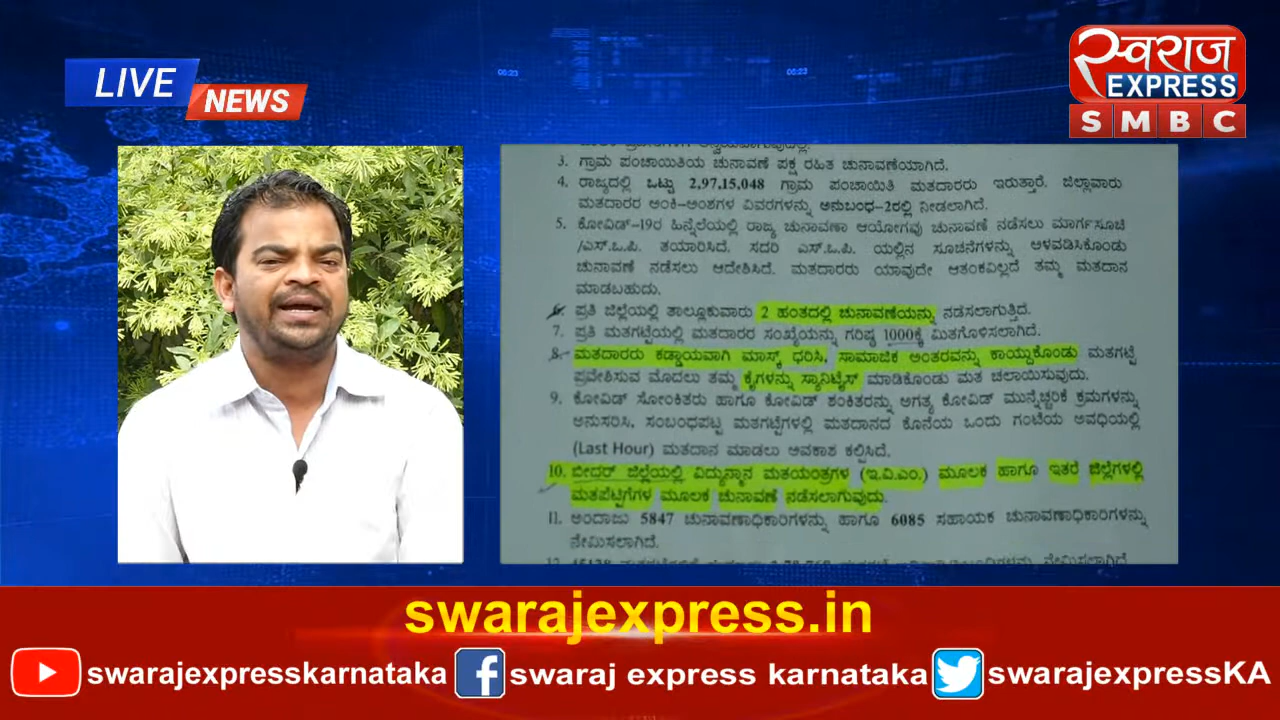 LIVE
NEWS
00:23
00:23
स्वराज
EXPRESS
SMBC
3. ಗ್ರಾಮ ಪಂಚಾಯಿತಿಯ ಚುನಾವಣೆ ಪಕ್ಷ ರಹಿತ ಚುನಾವಣೆಯಾಗಿದೆ.
4. ರಾಜ್ಯದಲ್ಲಿ ಒಟ್ಟು 2,97,15,048 ಗ್ರಾಮ ಪಂಚಾಯಿತಿ ಮತದಾರರು ಇರುತ್ತಾರೆ. ಜಿಲ್ಲಾವಾರು
ಮತದಾರರ ಅಂಕಿ-ಅಂಶಗಳ ವಿವರಗಳನ್ನು ಅನುಬಂಧ-2ರಲ್ಲಿ ನೀಡಲಾಗಿದೆ.
5. ಕೋವಿಡ್-19ರ ಹಿನ್ನೆಲೆಯಲ್ಲಿ ರಾಜ್ಯ ಚುನಾವಣಾ ಆಯೋಗವು ಚುನಾವಣೆ ನಡೆಸಲು ಮಾರ್ಗಸೂಚಿ
/ಎಸ್.ಒ.ಪಿ. ತಯಾರಿಸಿದೆ. ಸದರಿ ಎಸ್.ಒ.ಪಿ. ಯಲ್ಲಿನ ಸೂಚನೆಗಳನ್ನು ಅಳವಡಿಸಿಕೊಂಡು
ಚುನಾವಣೆ ನಡೆಸಲು ಆದೇಶಿಸಿದೆ. ಮತದಾರರು ಯಾವುದೇ ಆತಂಕವಿಲ್ಲದೆ ತಮ್ಮ ಮತದಾನ
ಮಾಡಬಹುದು.
6. ಪ್ರತಿ ಜಿಲ್ಲೆಯಲ್ಲಿ ತಾಲ್ಲೂಕುವಾರು 2 ಹಂತದಲ್ಲಿ ಚುನಾವಣೆಯನ್ನು ನಡೆಸಲಾಗುತ್ತಿದೆ.
7. ಪ್ರತಿ ಮತಗಟ್ಟೆಯಲ್ಲಿ ಮತದಾರರ ಸಂಖ್ಯೆಯನ್ನು ಗರಿಷ್ಠ 1000ಕ್ಕೆ ಮಿತಗೊಳಿಸಲಾಗಿದೆ.
8. ಮತದಾರರು ಕಡ್ಡಾಯವಾಗಿ ಮಾಸ್ಕ್ ಧರಿಸಿ, ಸಾಮಾಜಿಕ ಅಂತರವನ್ನು ಕಾಯ್ದುಕೊಂಡು ಮತಗಟ್ಟೆ
ಪ್ರವೇಶಿಸುವ ಮೊದಲು ತಮ್ಮ ಕೈಗಳನ್ನು ಸ್ಯಾನಿಟೈಸ್ ಮಾಡಿಕೊಂಡು ಮತ ಚಲಾಯಿಸುವುದು.
9. ಕೋವಿಡ್ ಸೋಂಕಿತರು ಹಾಗೂ ಕೋವಿಡ್ ಶಂಕಿತರನ್ನು ಅಗತ್ಯ ಕೋವಿಡ್ ಮುನ್ನೆಚ್ಚರಿಕೆ ಕ್ರಮಗಳನ್ನು
ಅನುಸರಿಸಿ, ಸಂಬಂಧಪಟ್ಟ ಮತಗಟ್ಟೆಗಳಲ್ಲಿ ಮತದಾನದ ಕೊನೆಯ ಒಂದು ಗಂಟೆಯ ಅವಧಿಯಲ್ಲಿ
(Last Hour) ಮತದಾನ ಮಾಡಲು ಅವಕಾಶ ಕಲ್ಪಿಸಿದೆ.
10. ಬೀದರ್ ಜಿಲ್ಲೆಯಲ್ಲಿ ವಿದ್ಯುನ್ಮಾನ ಮತಯಂತ್ರಗಳ (ಇ.ವಿ.ಎಂ.) ಮೂಲಕ ಹಾಗೂ ಇತರೆ ಜಿಲ್ಲೆಗಳಲ್ಲಿ
ಮತಪೆಟ್ಟಿಗೆಗಳ ಮೂಲಕ ಚುನಾವಣೆ ನಡೆಸಲಾಗುವುದು.
11. ಅಂದಾಜು 5847 ಚುನಾವಣಾಧಿಕಾರಿಗಳನ್ನು ಹಾಗೂ 6085 ಸಹಾಯಕ ಚುನಾವಣಾಧಿಕಾರಿಗಳನ್ನು
ನೇಮಿಸಲಾಗಿದೆ.
swarajexpress.in
swarajexpresskarnataka
swaraj express karnataka
swarajexpressKA